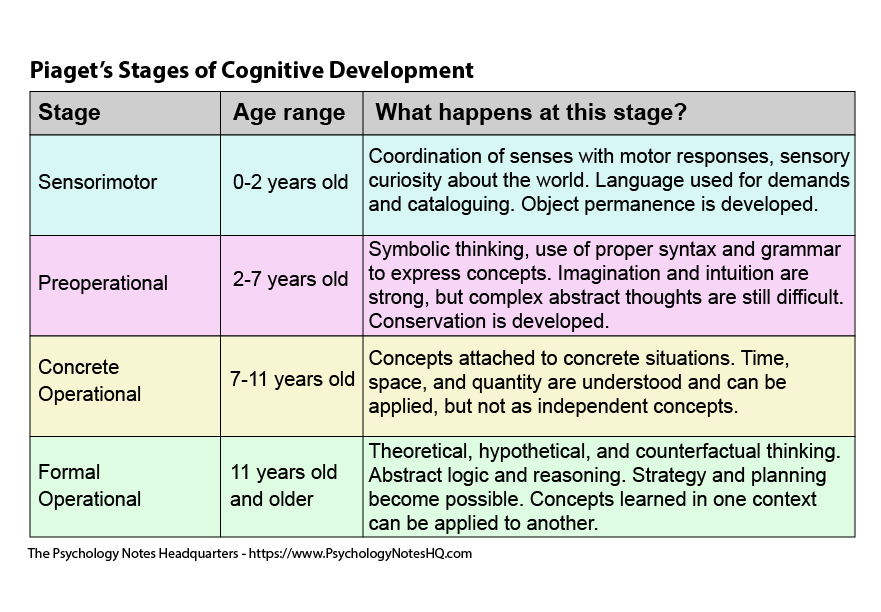 Piaget’s Stages of Cognitive Development
Stage
Age range
What happens at this stage?
Sensorimotor
0-2 years old
Coordination of senses with motor responses, sensory
curiosity about the world. Language used for demands
and cataloguing. Object permanence is developed.
Preoperational
2-7 years old
Symbolic thinking, use of proper syntax and grammar
to express concepts. Imagination and intuition are
strong, but complex abstract thoughts are still difficult.
Conservation is developed.
Concrete
Operational
7-11 years old
Concepts attached to concrete situations. Time,
space, and quantity are understood and can be
applied, but not as independent concepts.
Formal
Operational
11 years old
and older
Theoretical, hypothetical, and counterfactual thinking.
Abstract logic and reasoning. Strategy and planning
become possible. Concepts learned in one context
can be applied to another.
The Psychology Notes Headquarters - https://www.PsychologyNotesHQ.com